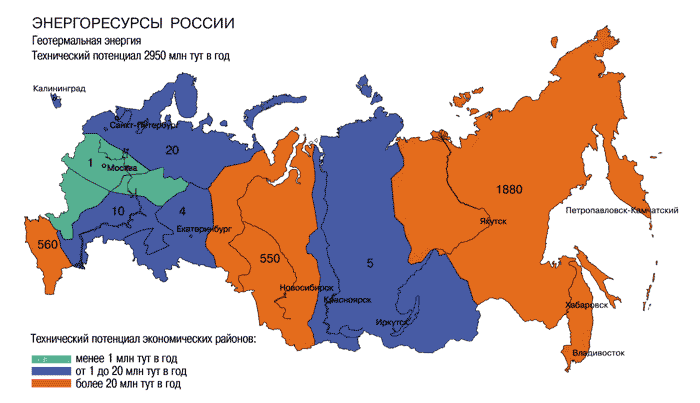 ЭНЕРГОРЕСУРСЫ РОССИИ
Геотермальная энергия
Технический потенциал 2950 млн тут в год
Калининград
Санкт-Петербург
20
1
Москва
1880
10
4
Петропавловск-Камчатский
Якутск
Екатеринбург
560
550
5
Новосибирск
Красноярск
Хабаровск
Иркутск
Владивосток
Технический потенциал экономических районов:
менее 1 млн тут в год
от 1 до 20 млн тут в год
более 20 млн тут в год